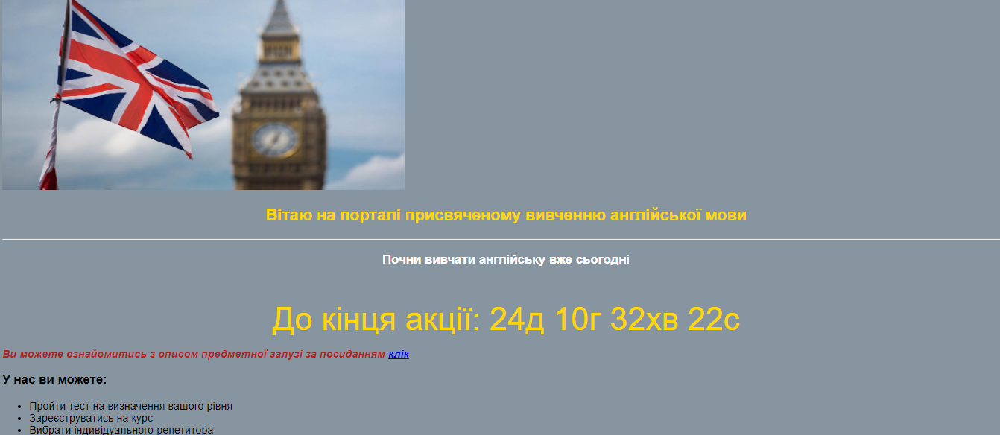 Вітаю на порталі присвяченому вивченню англійської мови
Почни вивчати англійську вже сьогодні
До кінця акції: 24д 10г 32хв 22с
Ви можете ознайомитись з описом предметної галузі за посиданням клік
У нас ви можете:
Пройти тест на визначення вашого рівня
Зареєструватись на курс
Вибрати індивідуального репетитора